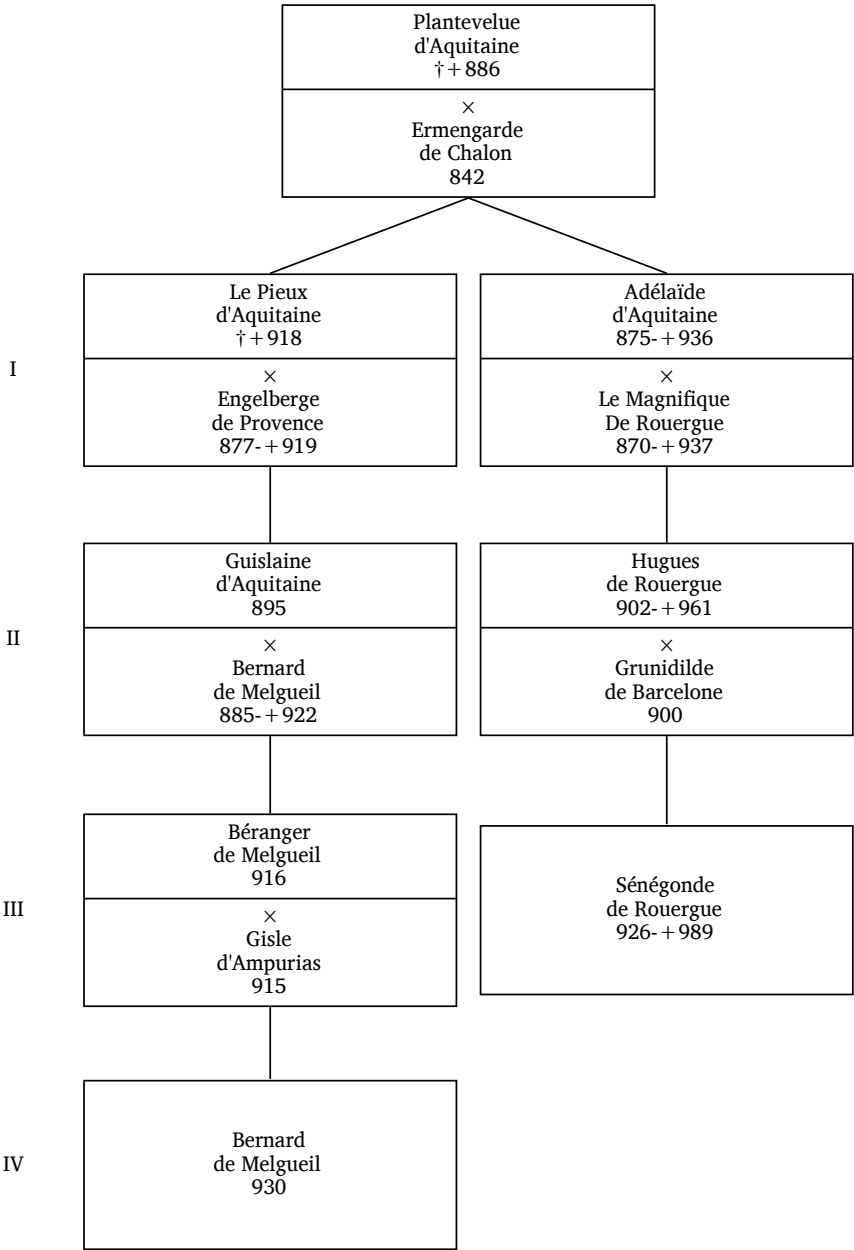 Plantevelue
d'Aquitaine
†+886
×
Ermengarde
de Chalon
842
I
Le Pieux
d'Aquitaine
†+918
×
Engelberge
de Provence
877-+919
Adélaïde
d'Aquitaine
875-+936
×
Le Magnifique
De Rouergue
870-+937
II
Guislaine
d'Aquitaine
895
×
Bernard
de Melgueil
885-+922
Hugues
de Rouergue
902-+961
×
Grunidilde
de Barcelone
900
III
Béranger
de Melgueil
916
×
Gisle
d'Ampurias
915
Sénégonde
de Rouergue
926-+989
IV
Bernard
de Melgueil
930